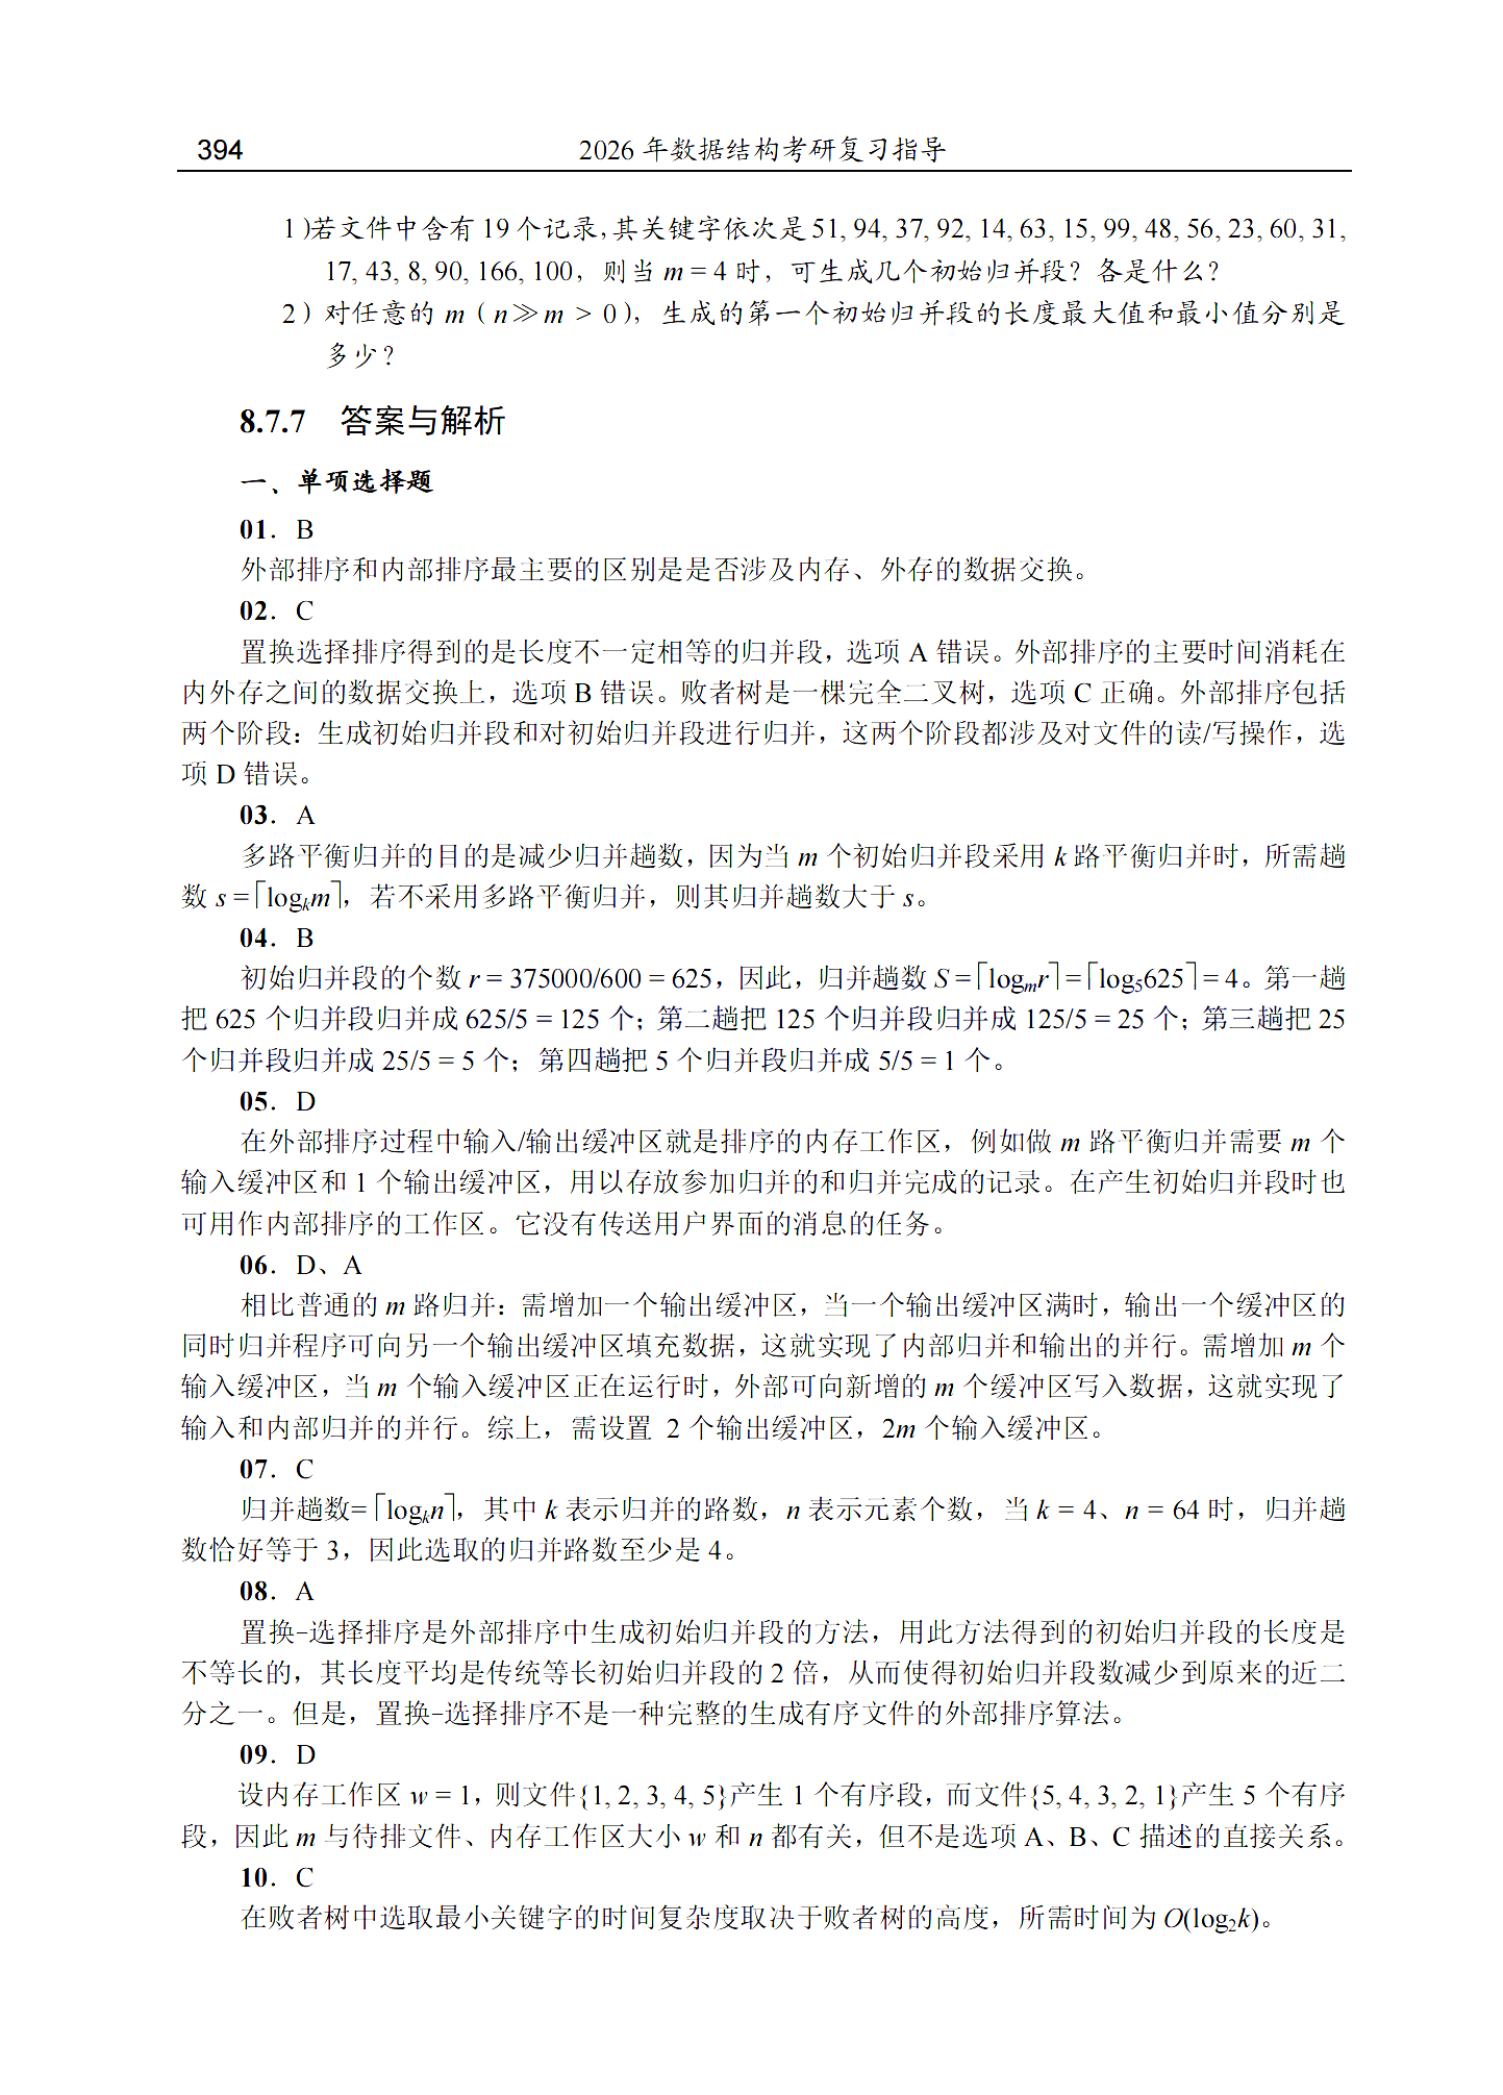 394
2026 年数据结构考研复习指导
1)若文件中含有 19 个记录,其关键字依次是 51, 94, 37, 92, 14, 63, 15, 99, 48, 56, 23, 60, 31,
17, 43, 8, 90, 166, 100，则当 m = 4 时，可生成几个初始归并段？各是什么？
2）对任意的 m（n≫m > 0），生成的第一个初始归并段的长度最大值和最小值分别是
多少？
8.7.7 答案与解析
一、单项选择题
01．B
外部排序和内部排序最主要的区别是是否涉及内存、外存的数据交换。
02．C
置换选择排序得到的是长度不一定相等的归并段，选项 A 错误。外部排序的主要时间消耗在
内外存之间的数据交换上，选项 B 错误。败者树是一棵完全二叉树，选项 C 正确。外部排序包括
两个阶段：生成初始归并段和对初始归并段进行归并，这两个阶段都涉及对文件的读/写操作，选
项 D 错误。
03．A
多路平衡归并的目的是减少归并趟数，因为当 m 个初始归并段采用 k 路平衡归并时，所需趟
数 s =⌈logₖm⌉，若不采用多路平衡归并，则其归并趟数大于 s。
04．B
初始归并段的个数 r = 375000/600 = 625，因此，归并趟数 S =⌈logₘr⌉=⌈log₅625⌉= 4。第一趟
把 625 个归并段归并成 625/5 = 125 个；第二趟把 125 个归并段归并成 125/5 = 25 个；第三趟把 25
个归并段归并成 25/5 = 5 个；第四趟把 5 个归并段归并成 5/5 = 1 个。
05．D
在外部排序过程中输入/输出缓冲区就是排序的内存工作区，例如做 m 路平衡归并需要 m 个
输入缓冲区和 1 个输出缓冲区，用以存放参加归并的和归并完成的记录。在产生初始归并段时也
可用作内部排序的工作区。它没有传送用户界面的消息的任务。
06．D、A
相比普通的 m 路归并：需增加一个输出缓冲区，当一个输出缓冲区满时，输出一个缓冲区的
同时归并程序可向另一个输出缓冲区填充数据，这就实现了内部归并和输出的并行。需增加 m 个
输入缓冲区，当 m 个输入缓冲区正在运行时，外部可向新增的 m 个缓冲区写入数据，这就实现了
输入和内部归并的并行。综上，需设置 2 个输出缓冲区，2m 个输入缓冲区。
07．C
归并趟数=⌈logₖn⌉，其中 k 表示归并的路数，n 表示元素个数，当 k = 4、n = 64 时，归并趟
数恰好等于 3，因此选取的归并路数至少是 4。
08．A
置换-选择排序是外部排序中生成初始归并段的方法，用此方法得到的初始归并段的长度是
不等长的，其长度平均是传统等长初始归并段的 2 倍，从而使得初始归并段数减少到原来的近二
分之一。但是，置换-选择排序不是一种完整的生成有序文件的外部排序算法。
09．D
设内存工作区 w = 1，则文件{1, 2, 3, 4, 5}产生 1 个有序段，而文件{5, 4, 3, 2, 1}产生 5 个有序
段，因此 m 与待排文件、内存工作区大小 w 和 n 都有关，但不是选项 A、B、C 描述的直接关系。
10．C
在败者树中选取最小关键字的时间复杂度取决于败者树的高度，所需时间为 O(log₂k)。